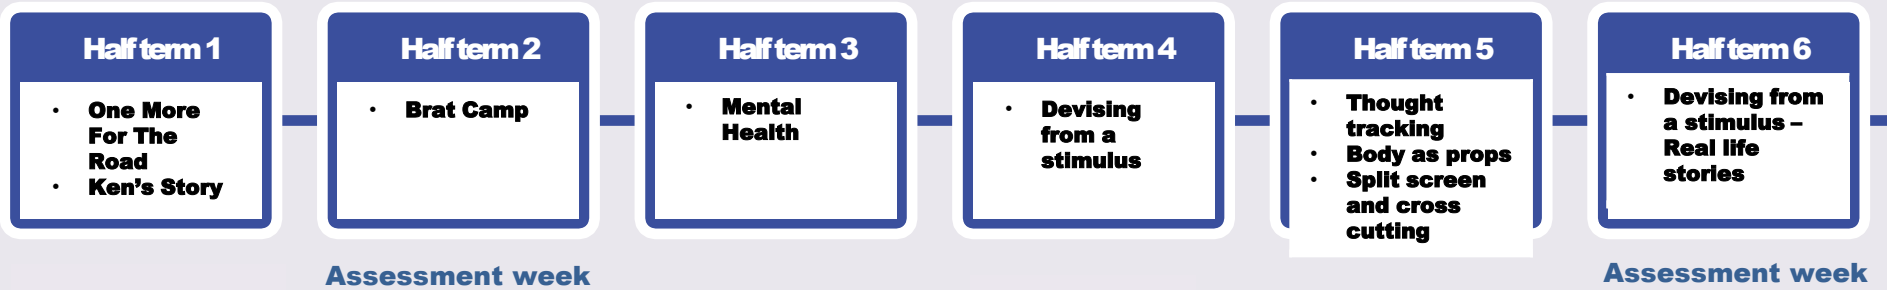 Half term 1
• One More
For The
Road
• Ken's Story
Half term 2
• Brat Camp
Assessment week
Half term 3
• Mental
Health
Half term 4
• Devising
from a
stimulus
Half term 5
• Thought
tracking
• Body as props
• Split screen
and cross
cutting
Half term 6
• Devising from
a stimulus –
Real life
stories
Assessment week